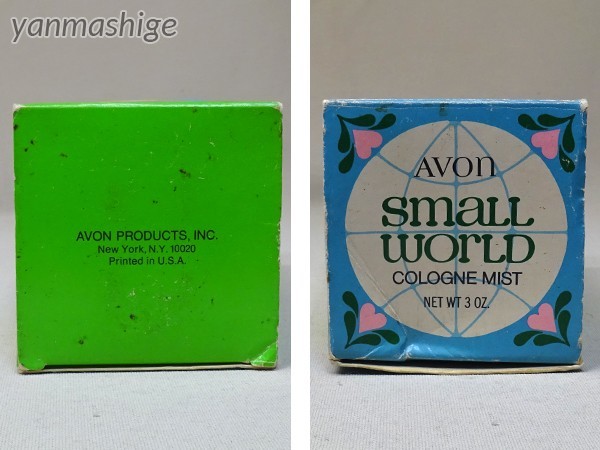 yanmashige
AVON PRODUCTS, INC.
New York, N.Y. 10020
Printed in U.S.A.
AVON
small
WORLD
COLOGNE MIST
NET WT 3 OZ.